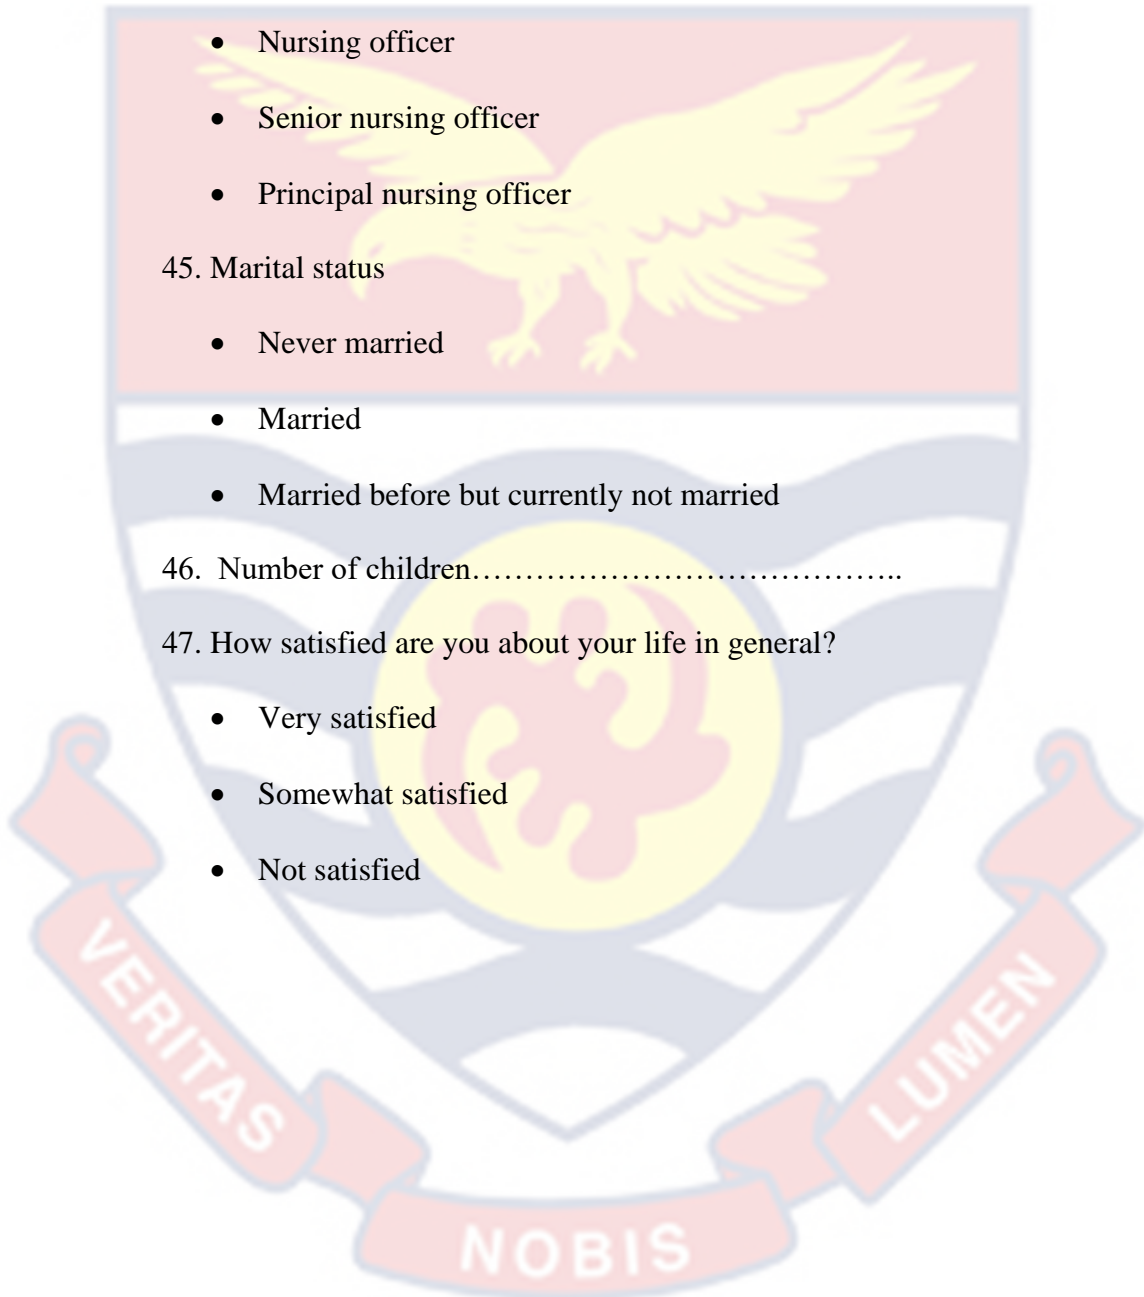 • Nursing officer
• Senior nursing officer
• Principal nursing officer
45. Marital status
• Never married
• Married
• Married before but currently not married
46. Number of children…………………………………..
47. How satisfied are you about your life in general?
• Very satisfied
• Somewhat satisfied
• Not satisfied
VERITAS
NOBIS
LUMEN